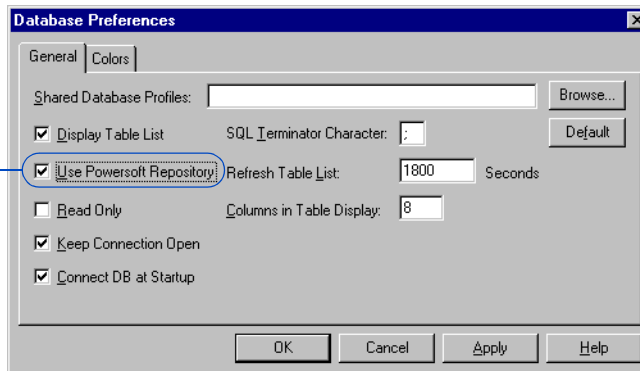 Database Preferences
General Colors
Shared Database Profiles: Browse...
Display Table List SQL Terminator Character: ; Default
Use Powersoft Repository Refresh Table List: 1800 Seconds
Read Only Columns in Table Display: 8
Keep Connection Open
Connect DB at Startup
OK Cancel Apply Help